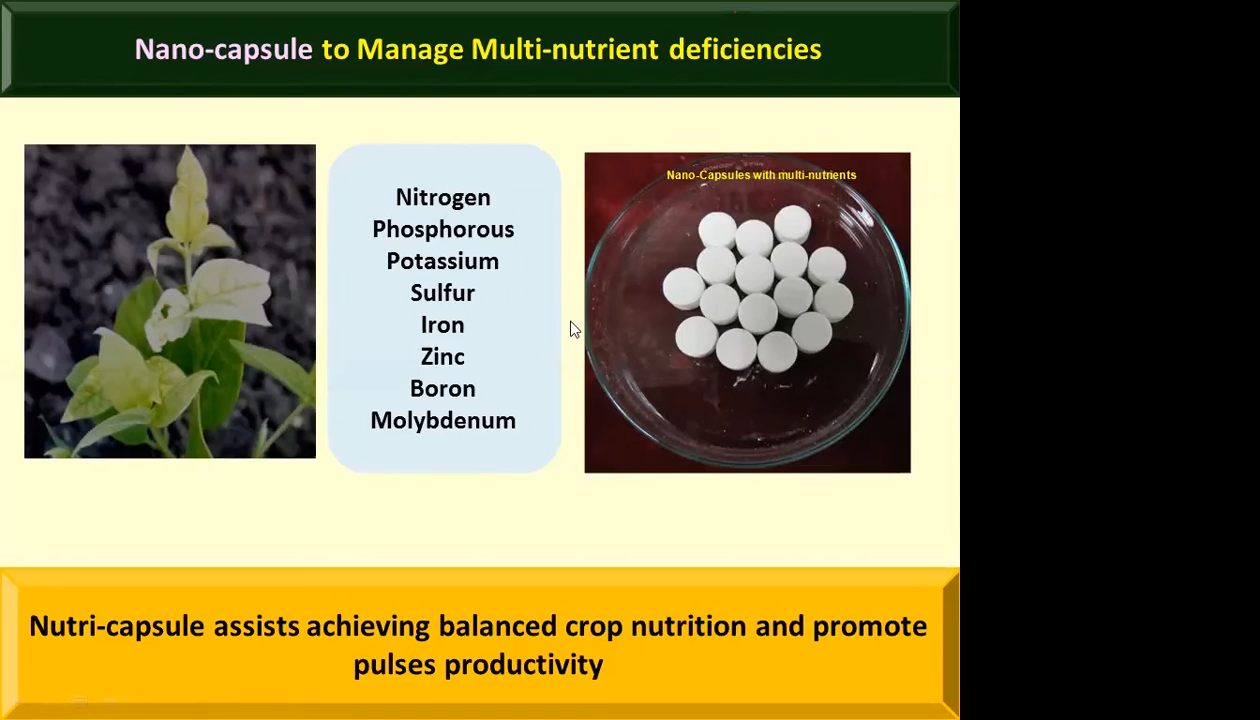 Nano-capsule to Manage Multi-nutrient deficiencies
Nitrogen
Phosphorous
Potassium
Sulfur
Iron
Zinc
Boron
Molybdenum
Nano-Capsules with multi-nutrients
Nutri-capsule assists achieving balanced crop nutrition and promote
pulses productivity